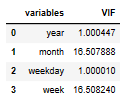 variables VIF
0 year 1.000447
1 month 16.507888
2 weekday 1.000010
3 week 16.508240